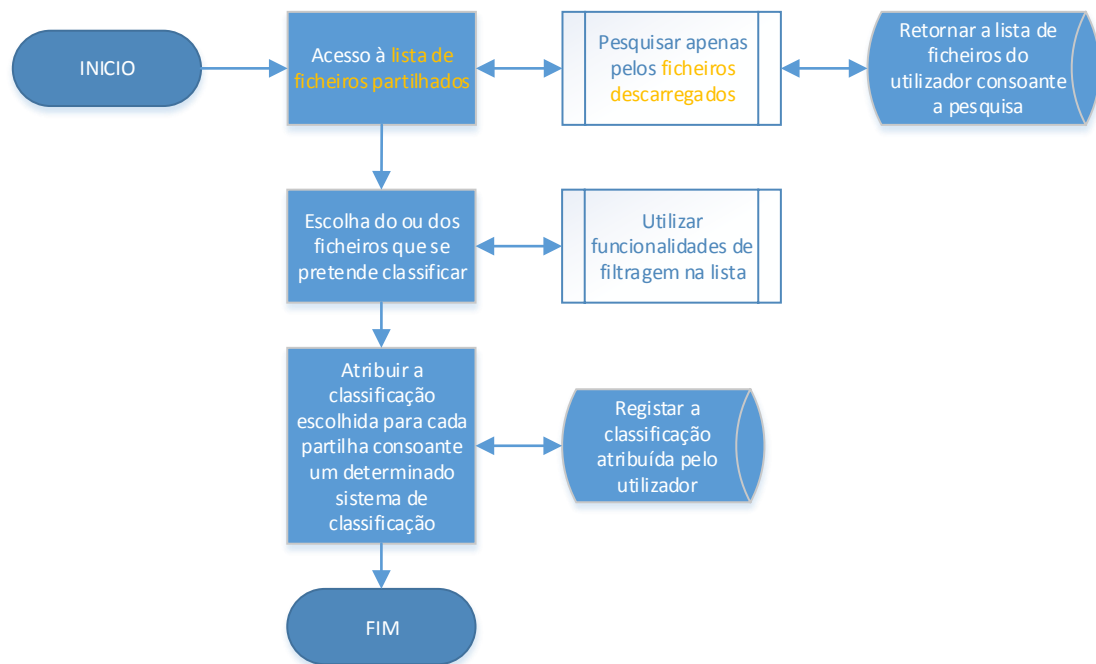 INICIO
Acesso à lista de
ficheiros partilhados
Pesquisar apenas
pelos ficheiros
descarregados
Retornar a lista de
ficheiros do
utilizador consoante
a pesquisa
Escolha do ou dos
ficheiros que se
pretende classificar
Utilizar
funcionalidades de
filtragem na lista
Atribuir a
classificação
escolhida para cada
partilha consoante
um determinado
sistema de
classificação
Registar a
classificação
atribuída pelo
utilizador
FIM